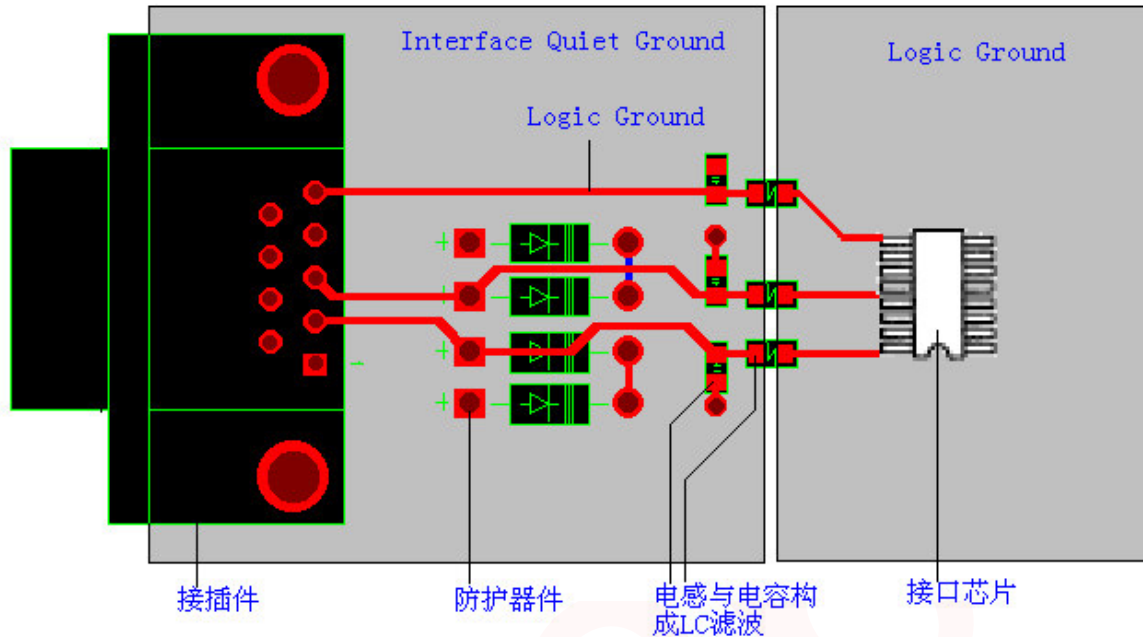 Interface Quiet Ground
Logic Ground
Logic Ground
接插件
防护器件
电感与电容构
成LC滤波
接口芯片